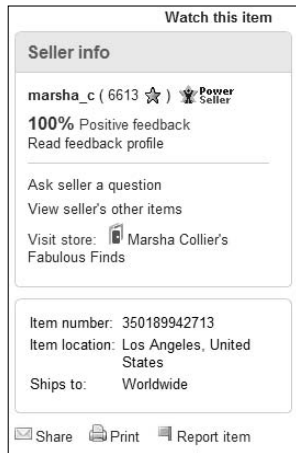 Watch this item
Seller info
marsha_c ( 6613 ) Power Seller
100% Positive feedback
Read feedback profile
Ask seller a question
View seller's other items
Visit store: Marsha Collier's
Fabulous Finds
Item number: 350189942713
Item location: Los Angeles, United
States
Ships to: Worldwide
Share Print Report item